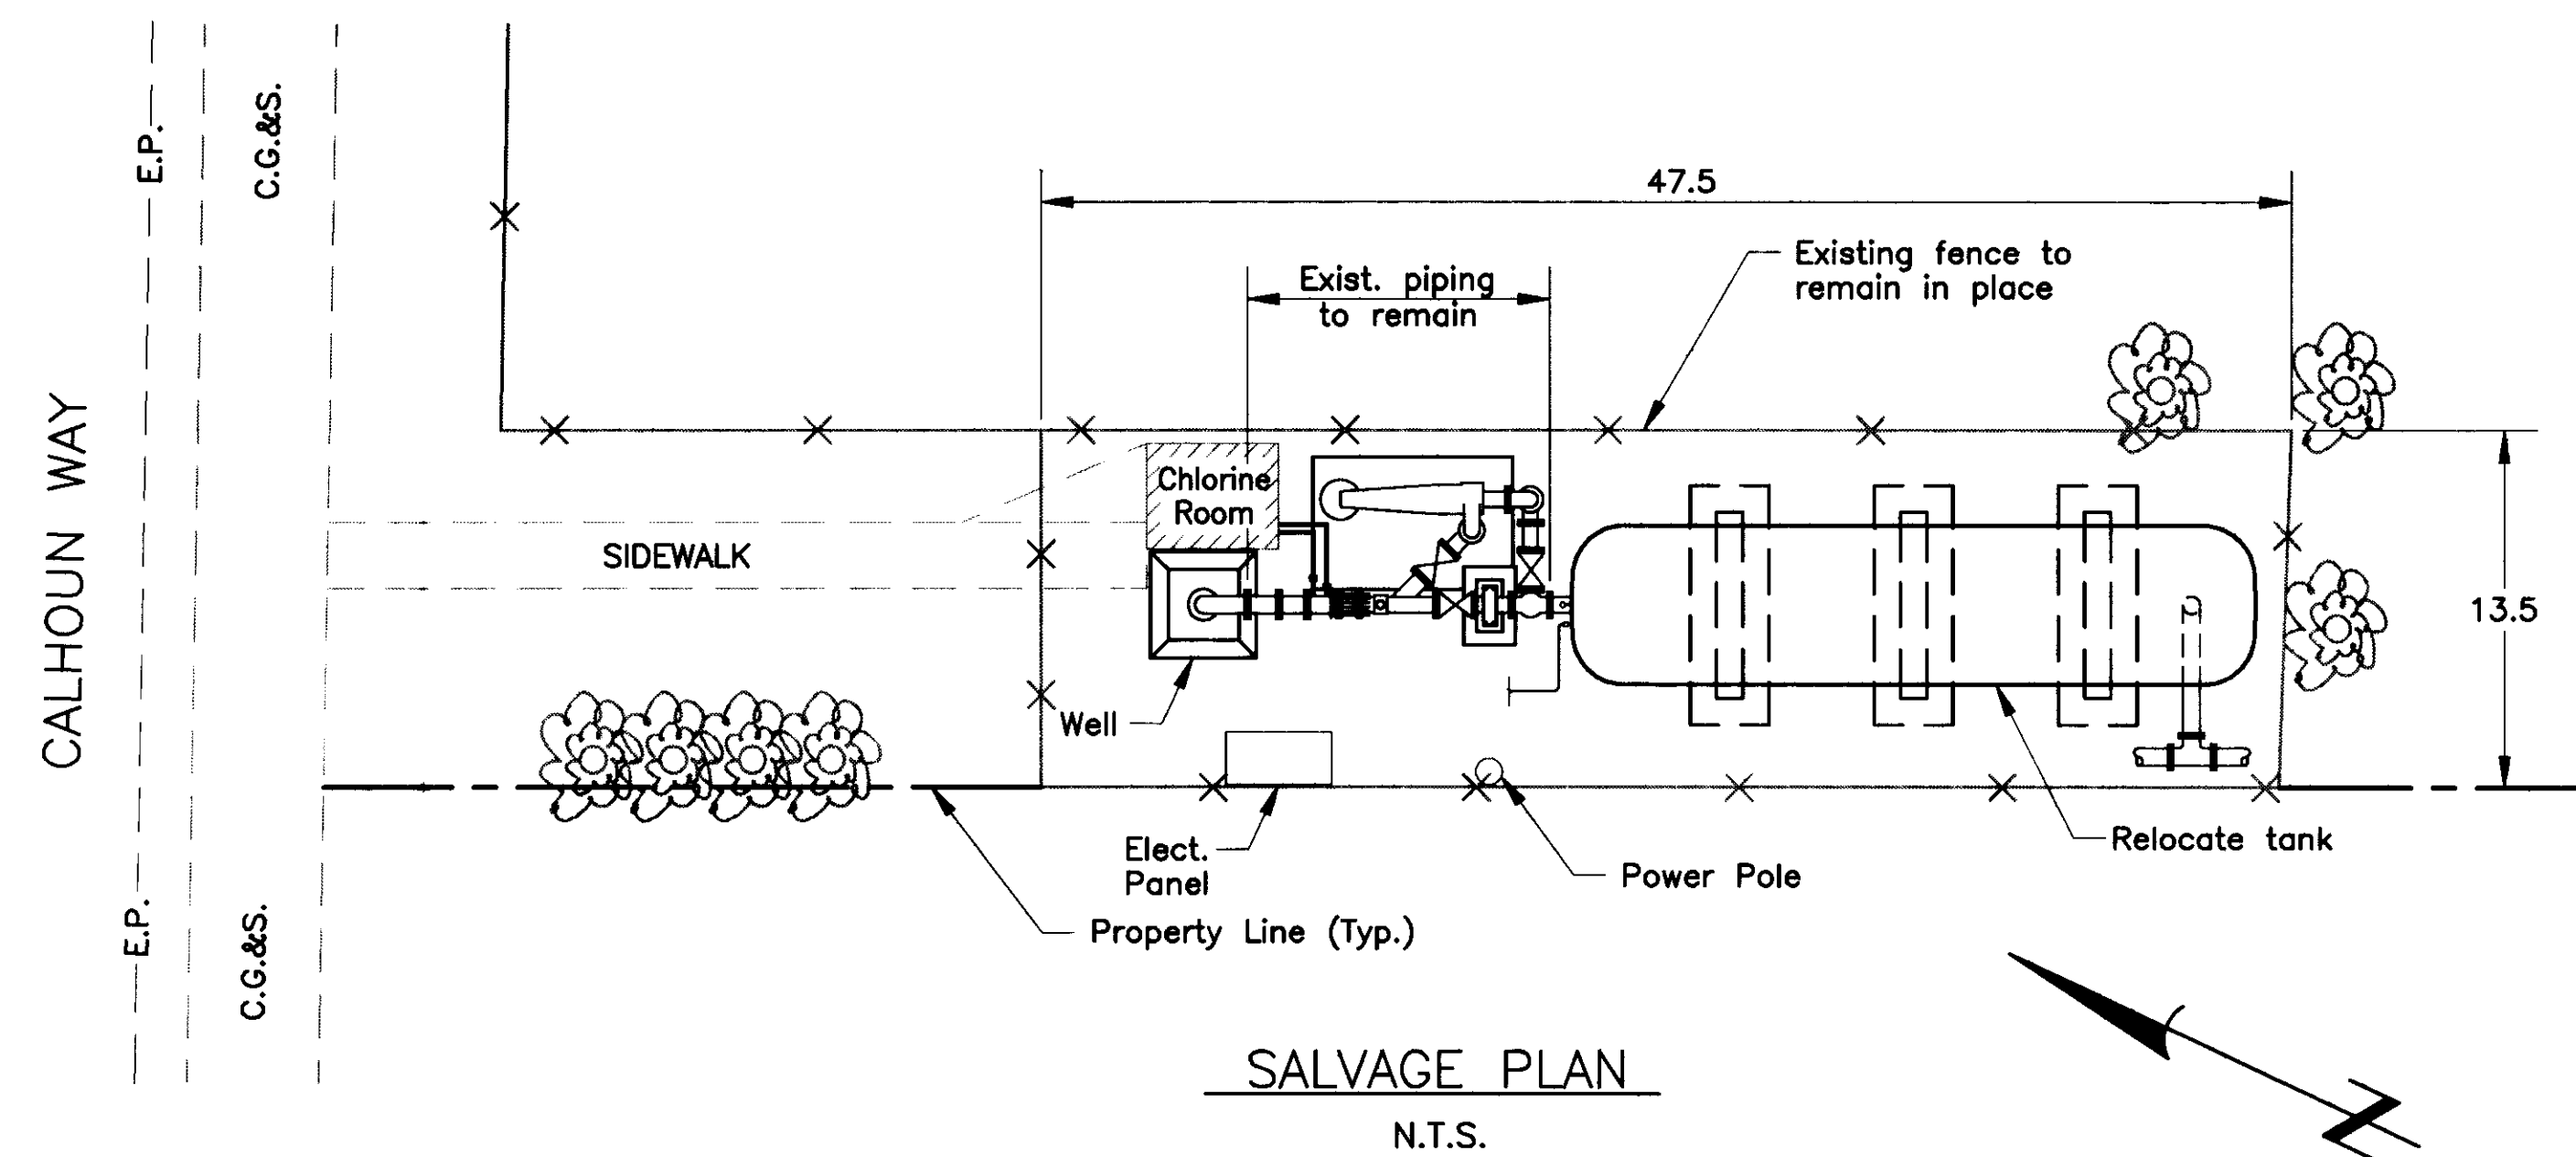 E.P.
C.G.&S.
47.5
Existing fence to
remain in place
Exist. piping
to remain
CALHOUN WAY
Chlorine
Room
SIDEWALK
13.5
Well
Relocate tank
Elect.
Panel
Power Pole
Property Line (Typ.)
E.P.
C.G.&S.
SALVAGE PLAN
N.T.S.
N